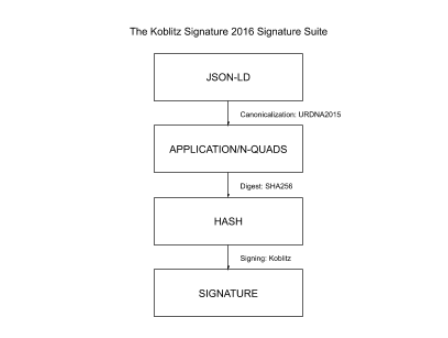 The Koblitz Signature 2016 Signature Suite
JSON-LD
Canonicalization: URDNA2015
APPLICATION/N-QUADS
Digest: SHA256
HASH
Signing: Koblitz
SIGNATURE